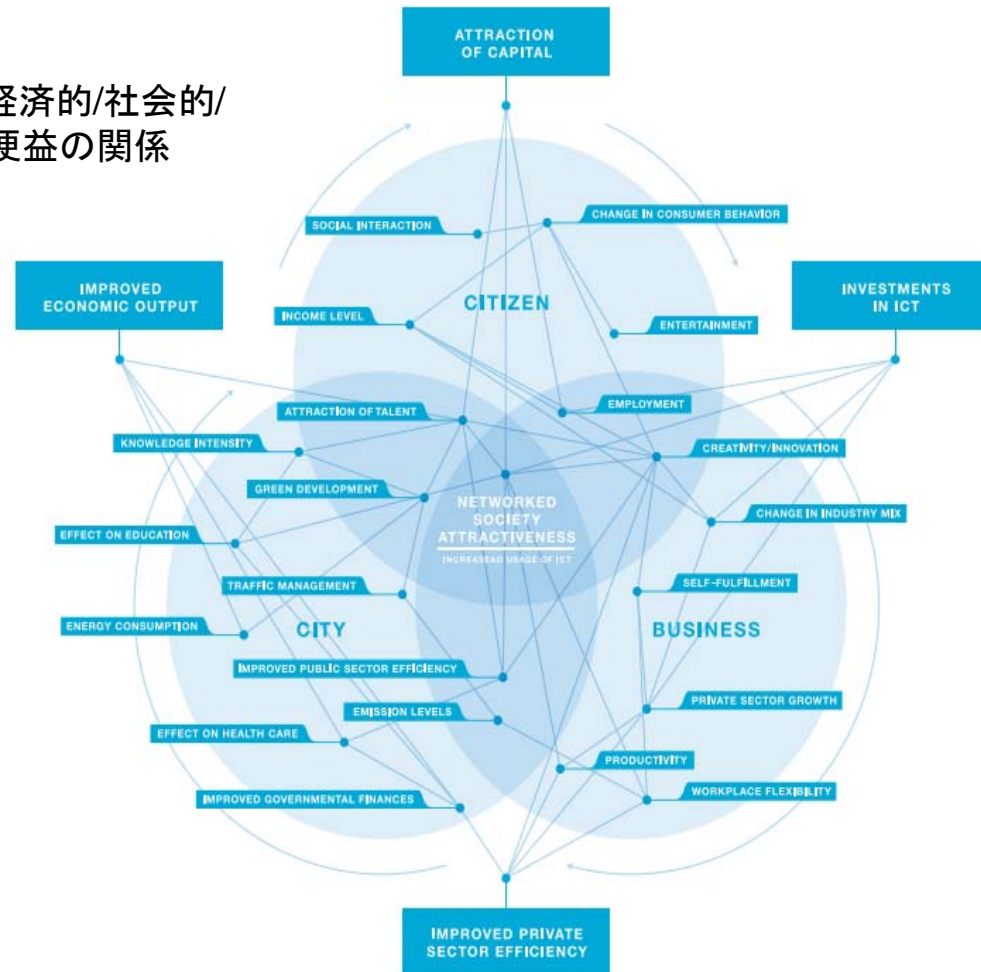 ATTRACTION
OF CAPITAL
経済的/社会的/
便益の関係
SOCIAL INTERACTION
CHANGE IN CONSUMER BEHAVIOR
IMPROVED
ECONOMIC OUTPUT
INVESTMENTS
IN ICT
CITIZEN
INCOME LEVEL
ENTERTAINMENT
ATTRACTION OF TALENT
EMPLOYMENT
KNOWLEDGE INTENSITY
CREATIVITY/INNOVATION
GREEN DEVELOPMENT
NETWORKED
SOCIETY
ATTRACTIVENESS
INCREASEAD USAGE OF ICT
CHANGE IN INDUSTRY MIX
EFFECT ON EDUCATION
TRAFFIC MANAGEMENT
SELF-FULFILLMENT
ENERGY CONSUMPTION
CITY
BUSINESS
IMPROVED PUBLIC SECTOR EFFICIENCY
PRIVATE SECTOR GROWTH
EMISSION LEVELS
EFFECT ON HEALTH CARE
PRODUCTIVITY
WORKPLACE FLEXIBILITY
IMPROVED GOVERNMENTAL FINANCES
IMPROVED PRIVATE
SECTOR EFFICIENCY